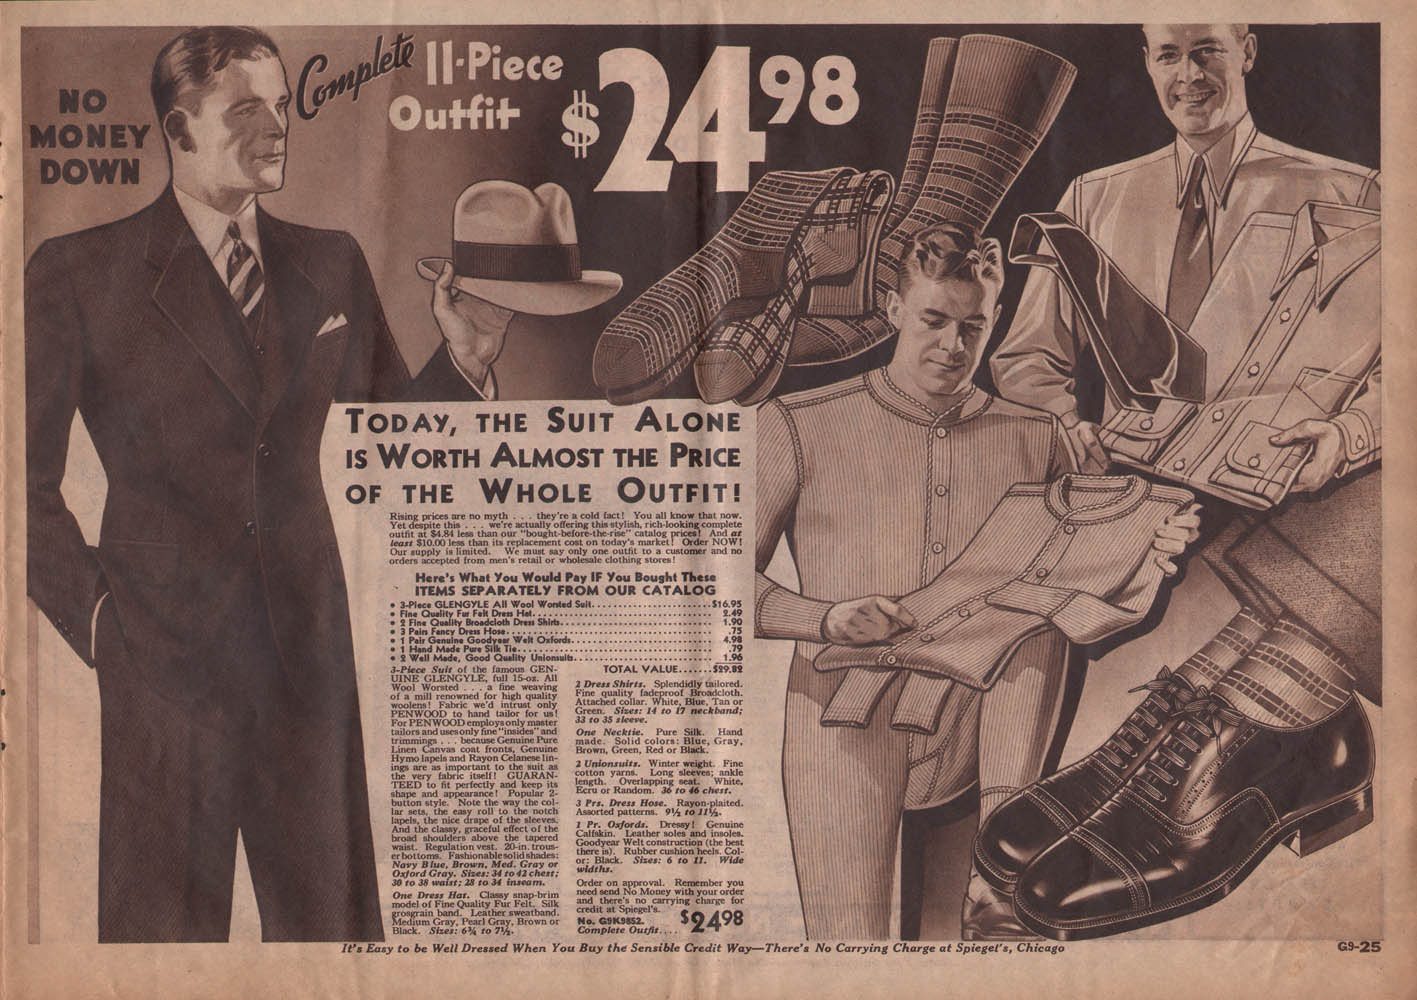 NO
MONEY
DOWN
Complete 11-Piece
Outfit $24.98
TODAY, THE SUIT ALONE
IS WORTH ALMOST THE PRICE
OF THE WHOLE OUTFIT!
Rising prices are no myth . . . they're a cold fact! You all know that now.
Yet despite this . . . we're actually offering this stylish, rich-looking complete
outfit at $4.84 less than our "bought-before-the-rise" catalog prices! And at
least $10.00 less than its replacement cost on today's market! Order NOW!
Our supply is limited. We must say only one outfit to a customer and no
orders accepted from men's retail or wholesale clothing stores!
Here's What You Would Pay IF You Bought These
ITEMS SEPARATELY FROM OUR CATALOG
• 3-Piece GLENGYLE All Wool Worsted Suit....................$16.95
• Fine Quality Fur Felt Dress Hat.................... 2.49
• 2 Fine Quality Broadcloth Dress Shirts.................... 1.90
• 3 Pairs Fancy Dress Hose.................... .75
• 1 Pair Genuine Goodyear Welt Oxfords.................... 4.98
• 1 Hand Made Pure Silk Tie.................... .79
• 2 Well Made, Good Quality Unionsuits.................... 1.96
TOTAL VALUE......$29.82
3-Piece Suit of the famous GEN-
UINE GLENGYLE, full 15-oz. All
Wool Worsted . . . a fine weaving
of a mill renowned for high quality
woolens! Fabric we'd intrust only
PENWOOD to hand tailor for us!
For PENWOOD employs only master
tailors and uses only fine "insides" and
trimmings . . . because Genuine Pure
Linen Canvas coat fronts, Genuine
Hymo lapels and Rayon Celanese lin-
ings are as important to the suit as
the very fabric itself! GUARAN-
TEED to fit perfectly and keep its
shape and appearance! Popular 2-
button style. Note the way the col-
lar sets, the easy roll to the notch
lapels, the nice drape of the sleeves.
And the classy, graceful effect of the
broad shoulders above the tapered
waist. Regulation vest. 20-in. trous-
er bottoms. Fashionable solid shades:
Navy Blue, Brown, Med. Gray or
Oxford Gray. Sizes: 34 to 42 chest;
30 to 38 waist; 28 to 34 inseam.
One Dress Hat. Classy snap-brim
model of Fine Quality Fur Felt. Silk
grosgrain band. Leather sweatband.
Medium Gray, Pearl Gray, Brown or
Black. Sizes: 6¾ to 7½.
2 Dress Shirts. Splendidly tailored.
Fine quality fadeproof Broadcloth.
Attached collar. White, Blue, Tan or
Green. Sizes: 14 to 17 neckband;
33 to 35 sleeve.
One Necktie. Pure Silk. Hand
made. Solid colors: Blue, Gray,
Brown, Green, Red or Black.
2 Unionsuits. Winter weight. Fine
cotton yarns. Long sleeves; ankle
length. Overlapping seat. White,
Ecru or Random. 36 to 46 chest.
3 Prs. Dress Hose. Rayon-plaited.
Assorted patterns. 9½ to 11½.
1 Pr. Oxfords. Dressy! Genuine
Calfskin. Leather soles and insoles.
Goodyear Welt construction (the best
there is). Rubber cushion heels. Col-
or: Black. Sizes: 6 to 11. Wide
widths.
Order on approval. Remember you
need send No Money with your order
and there's no carrying charge for
credit at Spiegel's.
No. G9K9852.
Complete Outfit.... $24.98
It's Easy to be Well Dressed When You Buy the Sensible Credit Way—There's No Carrying Charge at Spiegel's, Chicago
G9-25